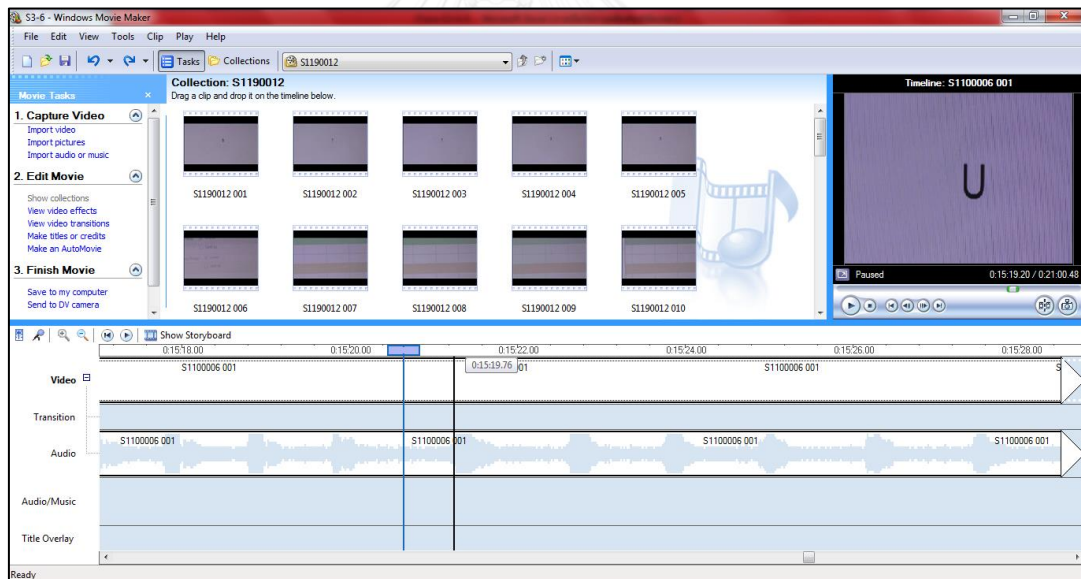 S3-6 - Windows Movie Maker
File Edit View Tools Clip Play Help
Tasks Collections S1190012
Movie Tasks ×
1. Capture Video
Import video
Import pictures
Import audio or music
2. Edit Movie
Show collections
View video effects
View video transitions
Make titles or credits
Make an AutoMovie
3. Finish Movie
Save to my computer
Send to DV camera
Collection: S1190012
Drag a clip and drop it on the timeline below.
S1190012 001 S1190012 002 S1190012 003 S1190012 004 S1190012 005
S1190012 006 S1190012 007 S1190012 008 S1190012 009 S1190012 010
Timeline: S1100006 001
U
Paused 0:15:19.20 / 0:21:00.48
Show Storyboard
0:15:18.00 0:15:20.00 0:15:22.00 0:15:24.00 0:15:26.00 0:15:28.00
Video S1100006 001 0:15:19.76 01 S1100006 001 S
Transition
Audio S1100006 001 S1100006 001 S1100006 001 S1100006 001
Audio/Music
Title Overlay
Ready